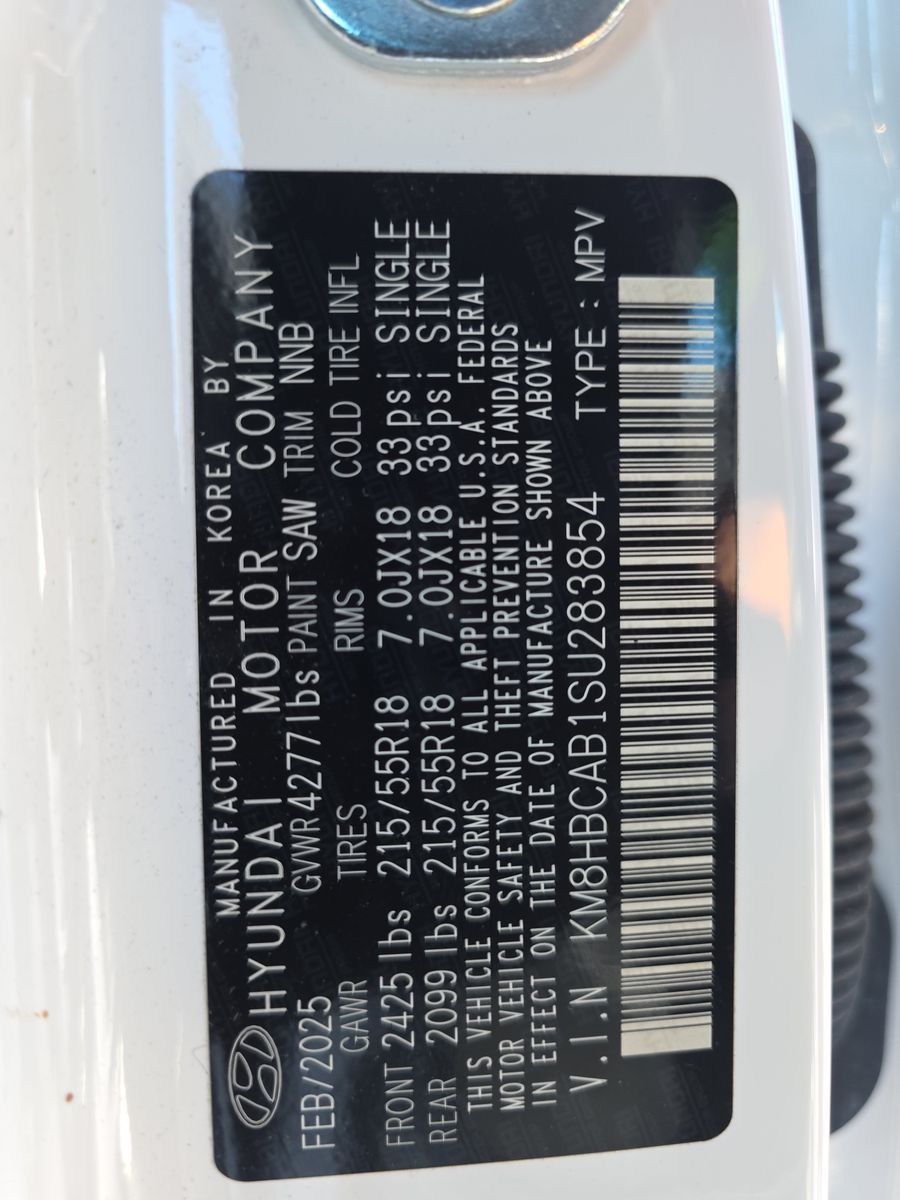 MANUFACTURED IN KOREA BY
HYUNDAI MOTOR COMPANY
FEB/2025 GVWR4277lbs PAINT SAW TRIM NNB
GAWR TIRES RIMS COLD TIRE INFL
FRONT 2425lbs 215/55R18 7.0JX18 33psi SINGLE
REAR 2099lbs 215/55R18 7.0JX18 33psi SINGLE
THIS VEHICLE CONFORMS TO ALL APPLICABLE U.S.A. FEDERAL
MOTOR VEHICLE SAFETY AND THEFT PREVENTION STANDARDS
IN EFFECT ON THE DATE OF MANUFACTURE SHOWN ABOVE
V.I.N KM8HBCAB1SU283854 TYPE : MPV